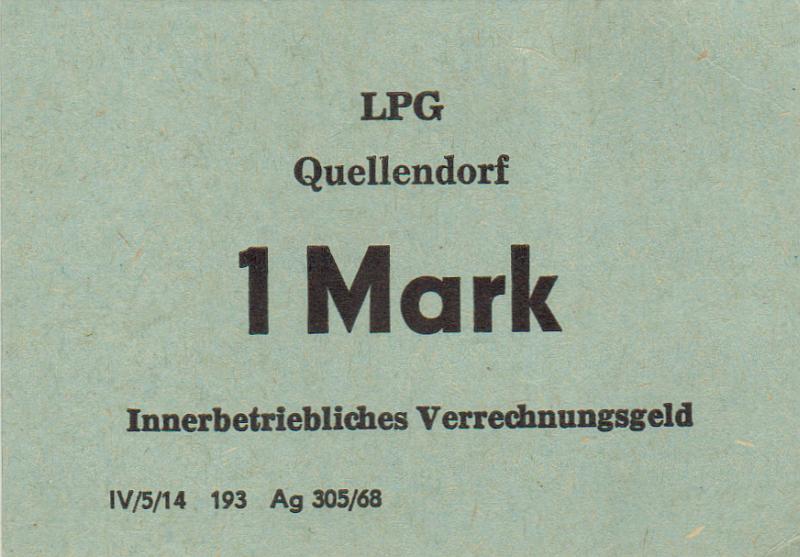 LPG
Quellendorf
1 Mark
Innerbetriebliches Verrechnungsgeld
IV/5/14 193 Ag 305/68